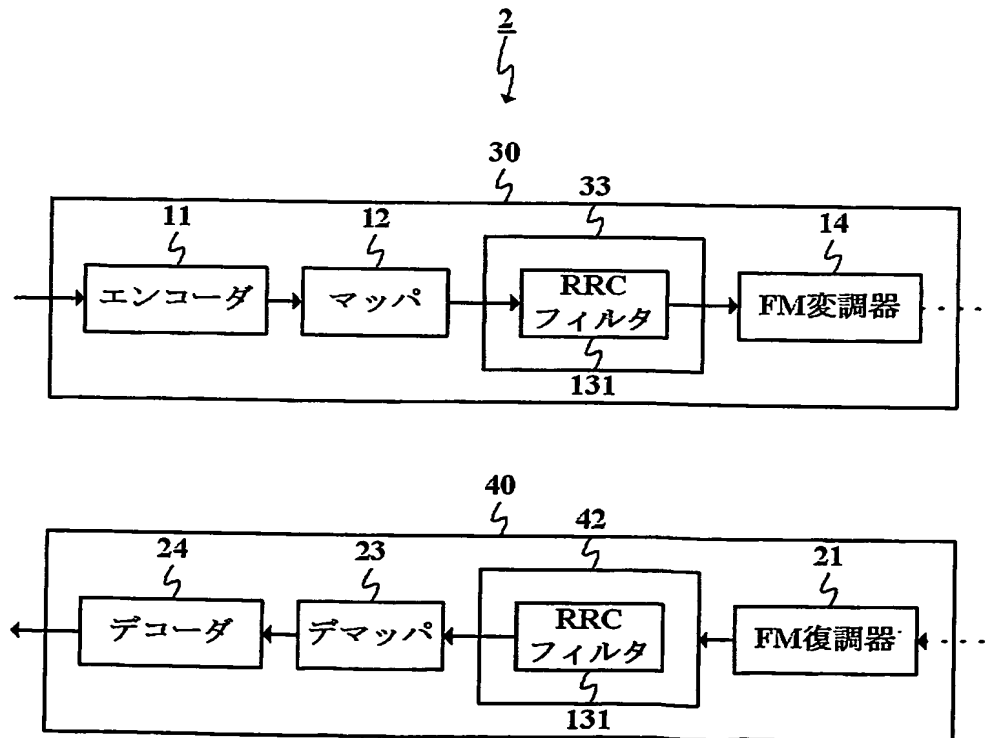 2
30
33
11
12
14
エンコーダ
マッパ
RRC
フィルタ
FM変調器
131
40
42
24
23
21
デコーダ
デマッパ
RRC
フィルタ
FM復調器
131